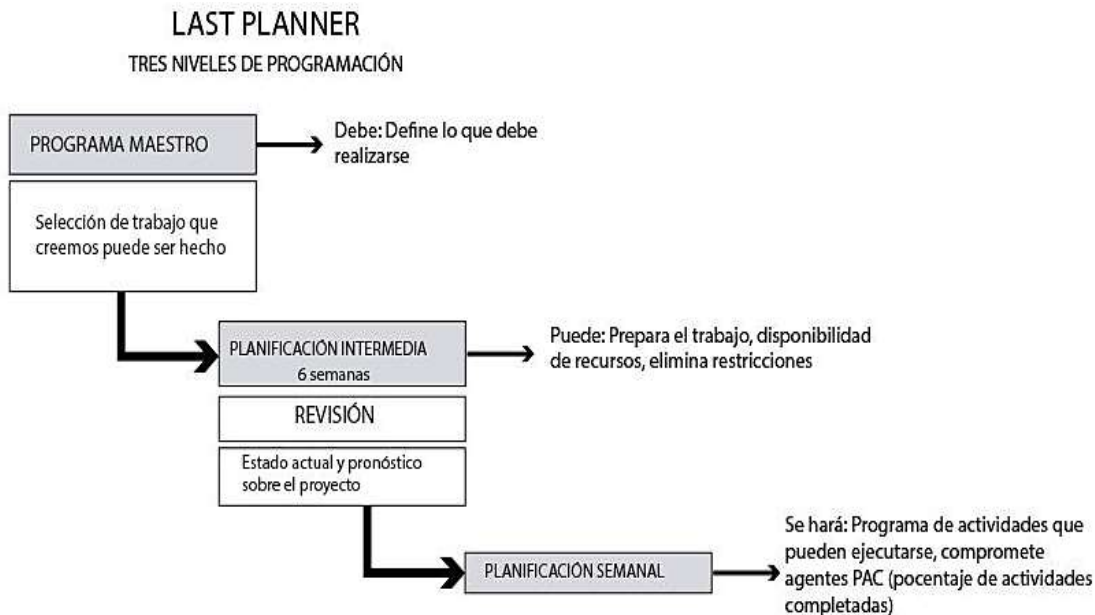 LAST PLANNER
TRES NIVELES DE PROGRAMACIÓN
PROGRAMA MAESTRO
Debe: Define lo que debe
realizarse
Selección de trabajo que
creemos puede ser hecho
PLANIFICACIÓN INTERMEDIA
6 semanas
Puede: Prepara el trabajo, disponibilidad
de recursos, elimina restricciones
REVISIÓN
Estado actual y pronóstico
sobre el proyecto
PLANIFICACIÓN SEMANAL
Se hará: Programa de actividades que
pueden ejecutarse, compromete
agentes PAC (pocentaje de actividades
completadas)